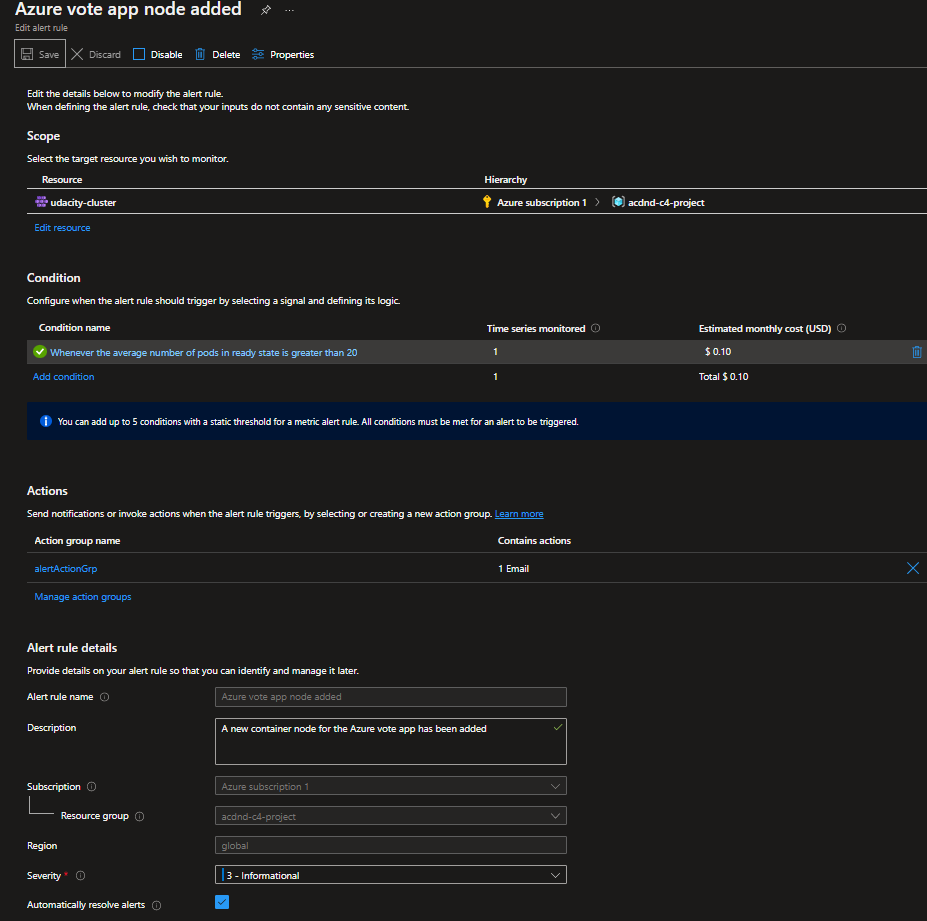 Azure vote app node added ...
Edit alert rule
Save Discard Disable Delete Properties
Edit the details below to modify the alert rule.
When defining the alert rule, check that your inputs do not contain any sensitive content.
Scope
Select the target resource you wish to monitor.
Resource Hierarchy
udacity-cluster Azure subscription 1 > acdnd-c4-project
Edit resource
Condition
Configure when the alert rule should trigger by selecting a signal and defining its logic.
Condition name Time series monitored Estimated monthly cost (USD)
Whenever the average number of pods in ready state is greater than 20 1 $ 0.10
Add condition 1 Total $ 0.10
You can add up to 5 conditions with a static threshold for a metric alert rule. All conditions must be met for an alert to be triggered.
Actions
Send notifications or invoke actions when the alert rule triggers, by selecting or creating a new action group. Learn more
Action group name Contains actions
alertActionGrp 1 Email
Manage action groups
Alert rule details
Provide details on your alert rule so that you can identify and manage it later.
Alert rule name Azure vote app node added
Description A new container node for the Azure vote app has been added
Subscription Azure subscription 1
Resource group acdnd-c4-project
Region global
Severity * 3 - Informational
Automatically resolve alerts